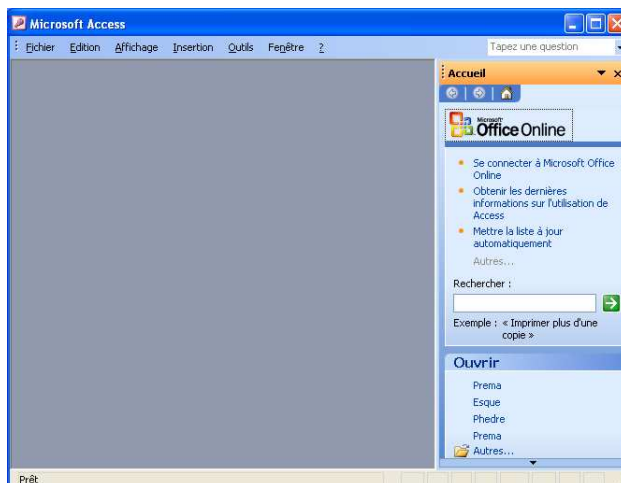 Microsoft Access
Fichier Edition Affichage Insertion Outils Fenêtre ?
Tapez une question
Accueil
Microsoft
Office Online
Se connecter à Microsoft Office
Online
Obtenir les dernières
informations sur l'utilisation de
Access
Mettre la liste à jour
automatiquement
Autres...
Rechercher :
Exemple : « Imprimer plus d'une
copie »
Ouvrir
Prema
Esque
Phedre
Prema
Autres...
Prêt